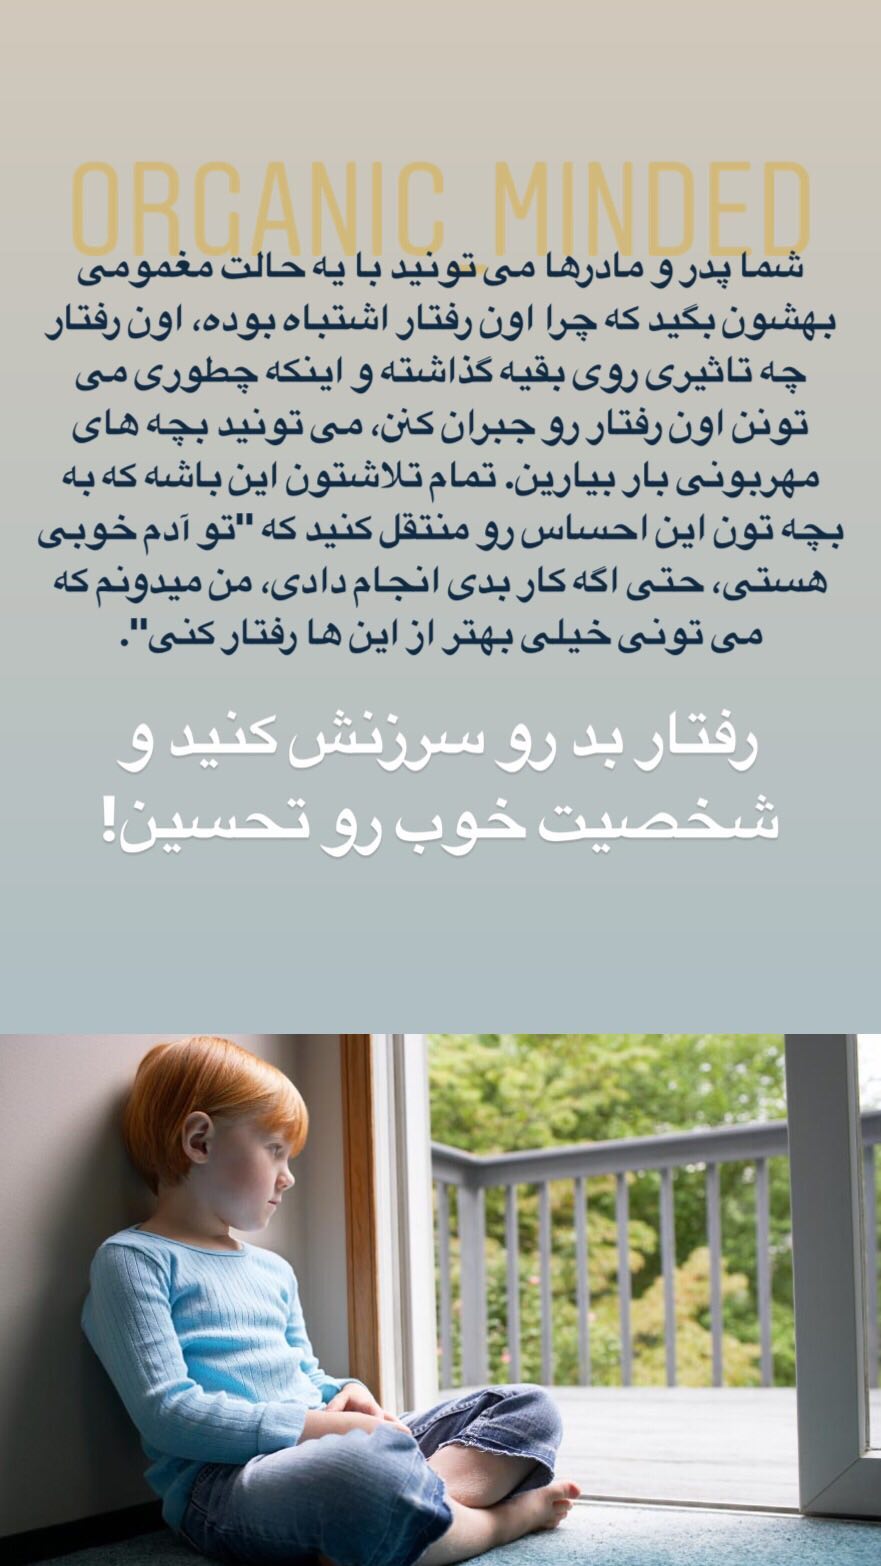 ORGANIC_MINDED
شما پدر و مادرها می تونید با یه حالت مغمومی
بهشون بگید که چرا اون رفتار اشتباه بوده، اون رفتار
چه تاثیری روی بقیه گذاشته و اینکه چطوری می
تونن اون رفتار رو جبران کنن، می تونید بچه های
مهربونی بار بیارین. تمام تلاشتون این باشه که به
بچه تون این احساس رو منتقل کنید که "تو آدم خوبی
هستی، حتی اگه کار بدی انجام دادی، من میدونم که
می تونی خیلی بهتر از این ها رفتار کنی".
رفتار بد رو سرزنش کنید و
شخصیت خوب رو تحسین!